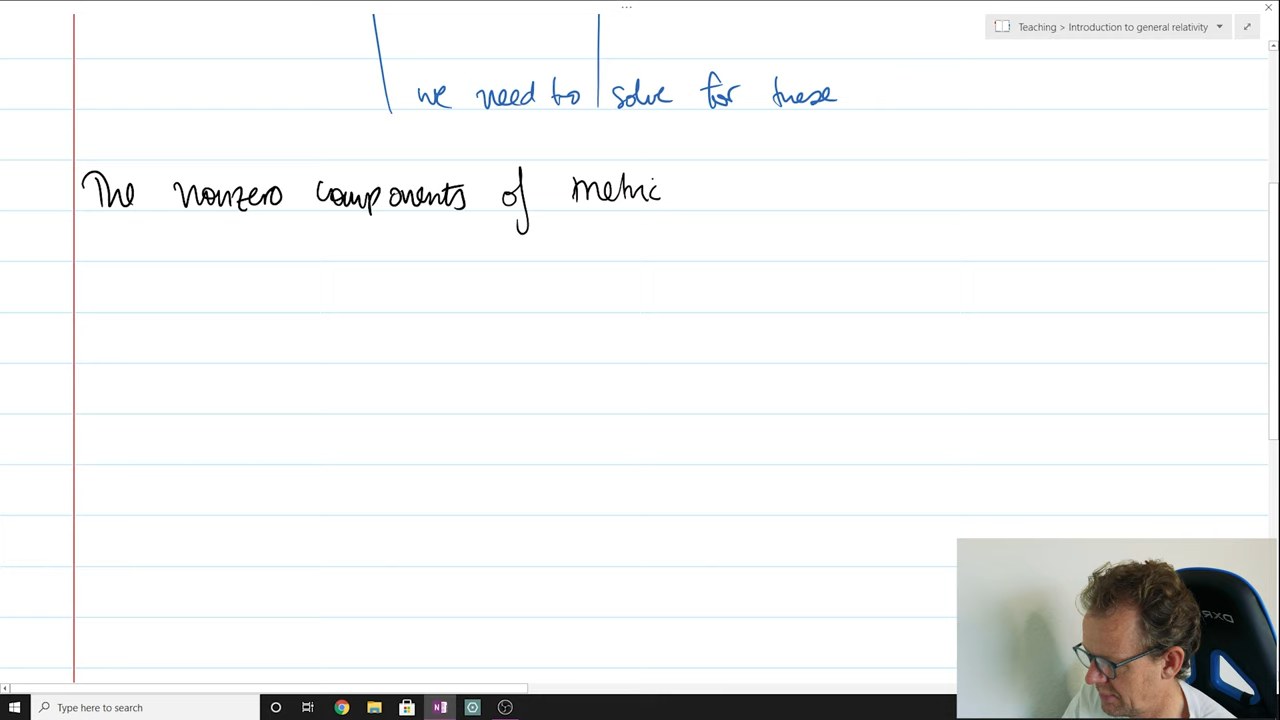 ...
Teaching > Introduction to general relativity
we need to solve for these
The nonzero components of metric
DXR
Type here to search